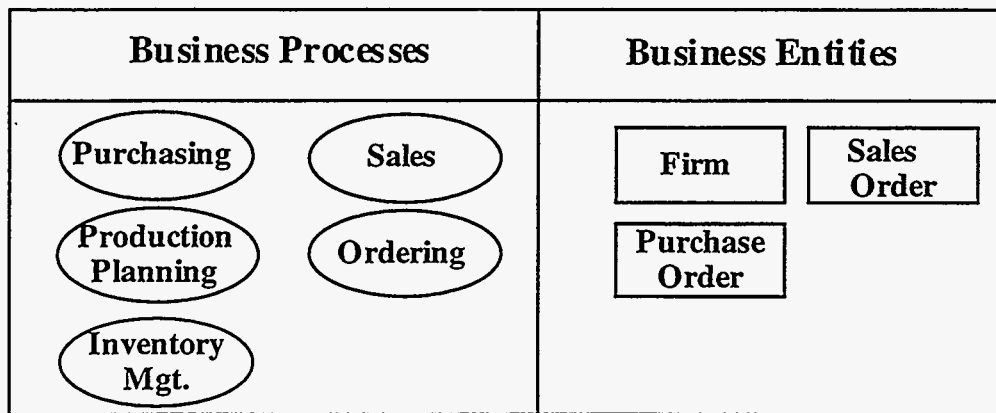 Business Processes
Business Entities
Purchasing
Sales
Production
Planning
Ordering
Inventory
Mgt.
Firm
Sales
Order
Purchase
Order